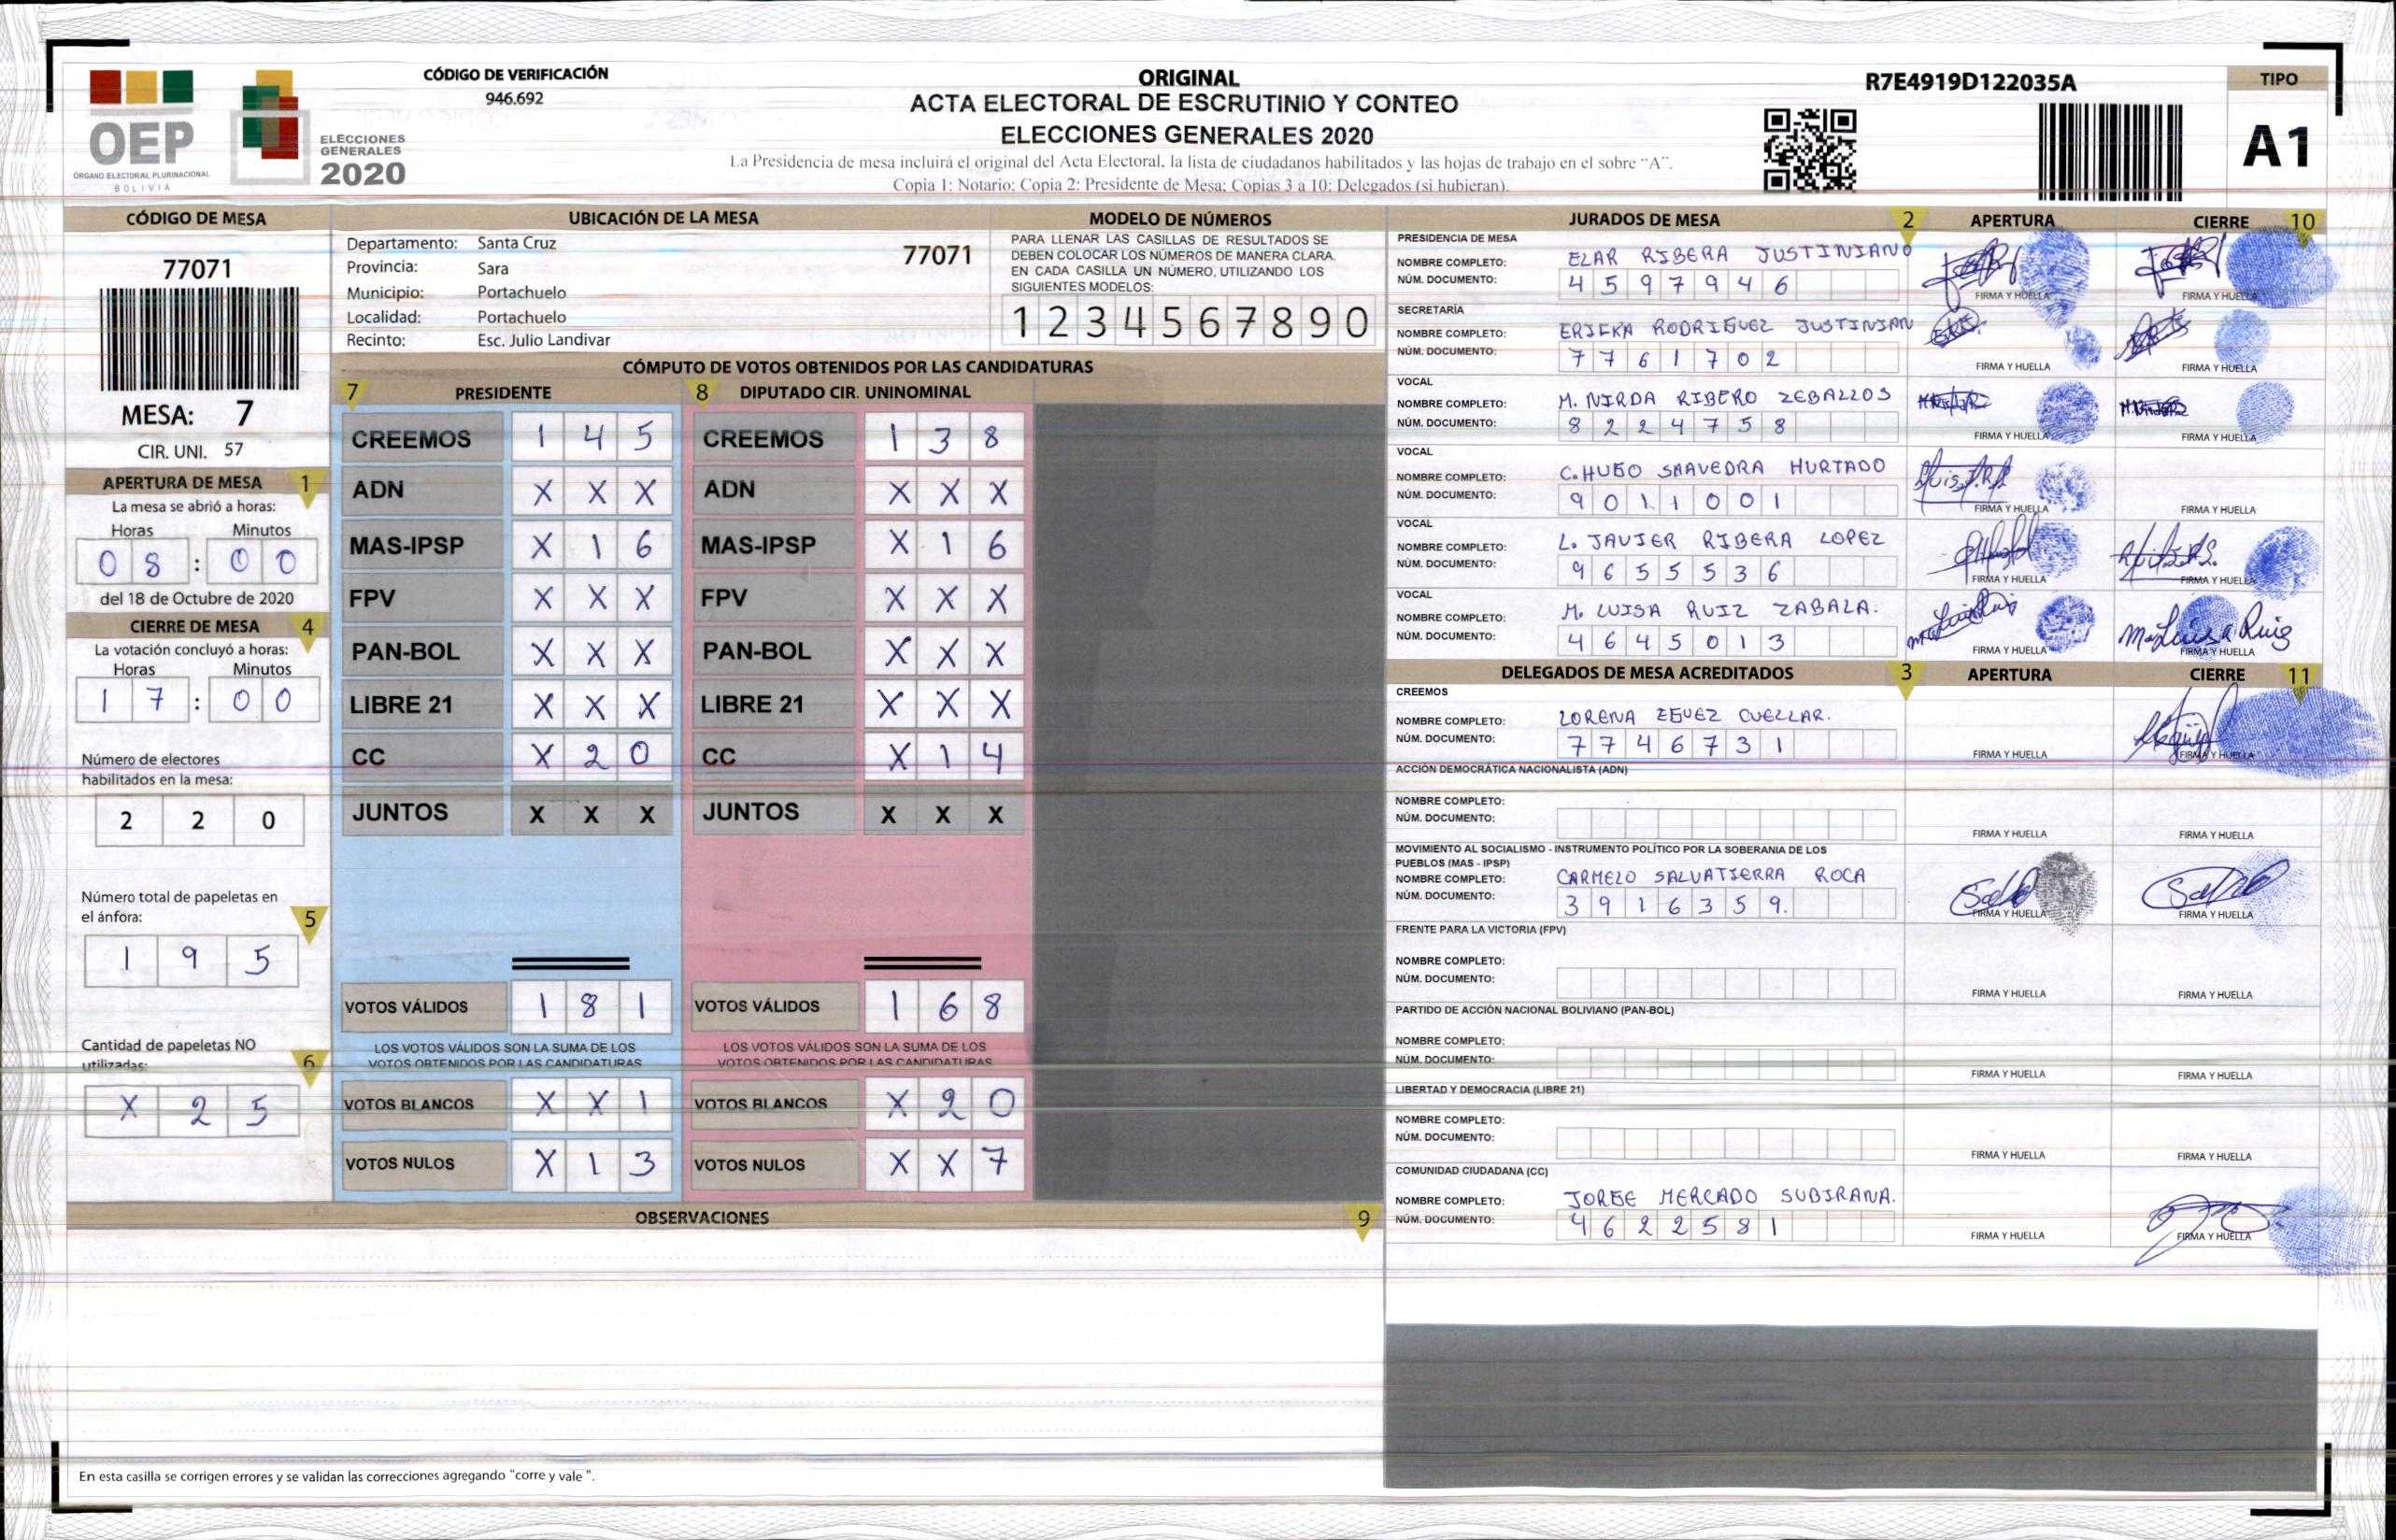 OEP
ÓRGANO ELECTORAL PLURINACIONAL
BOLIVIA
ELECCIONES
GENERALES
2020
CÓDIGO DE VERIFICACIÓN
946.692
ORIGINAL
ACTA ELECTORAL DE ESCRUTINIO Y CONTEO
ELECCIONES GENERALES 2020
La Presidencia de mesa incluirá el original del Acta Electoral, la lista de ciudadanos habilitados y las hojas de trabajo en el sobre “A”.
Copia 1: Notario; Copia 2: Presidente de Mesa; Copias 3 a 10: Delegados (si hubieran).
R7E4919D122035A
TIPO
A1
CÓDIGO DE MESA
77071
MESA: 7
CIR. UNI. 57
APERTURA DE MESA 1
La mesa se abrió a horas:
Horas Minutos
0 8 : 0 0
del 18 de Octubre de 2020
CIERRE DE MESA 4
La votación concluyó a horas:
Horas Minutos
1 7 : 0 0
Número de electores
habilitados en la mesa:
2 2 0
Número total de papeletas en
el ánfora: 5
1 9 5
Cantidad de papeletas NO
utilizadas: 6
X 2 5
UBICACIÓN DE LA MESA
Departamento: Santa Cruz
77071
Provincia: Sara
Municipio: Portachuelo
Localidad: Portachuelo
Recinto: Esc. Julio Landivar
MODELO DE NÚMEROS
PARA LLENAR LAS CASILLAS DE RESULTADOS SE
DEBEN COLOCAR LOS NÚMEROS DE MANERA CLARA.
EN CADA CASILLA UN NÚMERO, UTILIZANDO LOS
SIGUIENTES MODELOS:
1 2 3 4 5 6 7 8 9 0
CÓMPUTO DE VOTOS OBTENIDOS POR LAS CANDIDATURAS
7 PRESIDENTE
CREEMOS 1 4 5
ADN X X X
MAS-IPSP X 1 6
FPV X X X
PAN-BOL X X X
LIBRE 21 X X X
CC X 2 0
JUNTOS X X X
VOTOS VÁLIDOS 1 8 1
LOS VOTOS VÁLIDOS SON LA SUMA DE LOS
VOTOS OBTENIDOS POR LAS CANDIDATURAS
VOTOS BLANCOS X X 1
VOTOS NULOS X 1 3
8 DIPUTADO CIR. UNINOMINAL
CREEMOS 1 3 8
ADN X X X
MAS-IPSP X 1 6
FPV X X X
PAN-BOL X X X
LIBRE 21 X X X
CC X 1 4
JUNTOS X X X
VOTOS VÁLIDOS 1 6 8
LOS VOTOS VÁLIDOS SON LA SUMA DE LOS
VOTOS OBTENIDOS POR LAS CANDIDATURAS
VOTOS BLANCOS X 2 0
VOTOS NULOS X X 7
OBSERVACIONES 9
En esta casilla se corrigen errores y se validan las correcciones agregando "corre y vale ".
JURADOS DE MESA 2 APERTURA CIERRE 10
PRESIDENCIA DE MESA
NOMBRE COMPLETO: ELAR RIBERA JUSTINIANO
NÚM. DOCUMENTO: 4 5 9 7 9 4 6
FIRMA Y HUELLA FIRMA Y HUELLA
SECRETARÍA
NOMBRE COMPLETO: ERIFKA RODRIGUEZ JUSTINIAN
NÚM. DOCUMENTO: 7 7 6 1 7 0 2
FIRMA Y HUELLA FIRMA Y HUELLA
VOCAL
NOMBRE COMPLETO: M. NIRDA RIBERO ZEBALLOS
NÚM. DOCUMENTO: 8 2 2 4 7 5 8
FIRMA Y HUELLA FIRMA Y HUELLA
VOCAL
NOMBRE COMPLETO: C. HUGO SAAVEDRA HURTADO
NÚM. DOCUMENTO: 9 0 1 1 0 0 1
FIRMA Y HUELLA FIRMA Y HUELLA
VOCAL
NOMBRE COMPLETO: L. JAVIER RIBERA LOPEZ
NÚM. DOCUMENTO: 9 6 5 5 5 3 6
FIRMA Y HUELLA FIRMA Y HUELLA
VOCAL
NOMBRE COMPLETO: M. LUISA RUIZ ZABALA.
NÚM. DOCUMENTO: 4 6 4 5 0 1 3
Ma Luisa Ruiz
FIRMA Y HUELLA FIRMA Y HUELLA
DELEGADOS DE MESA ACREDITADOS 3 APERTURA CIERRE 11
CREEMOS
NOMBRE COMPLETO: LORENA EGUEZ CUELLAR.
NÚM. DOCUMENTO: 7 7 4 6 7 3 1
FIRMA Y HUELLA FIRMA Y HUELLA
ACCIÓN DEMOCRÁTICA NACIONALISTA (ADN)
NOMBRE COMPLETO:
NÚM. DOCUMENTO:
FIRMA Y HUELLA FIRMA Y HUELLA
MOVIMIENTO AL SOCIALISMO - INSTRUMENTO POLÍTICO POR LA SOBERANIA DE LOS
PUEBLOS (MAS - IPSP)
NOMBRE COMPLETO: CARMELO SALVATIERRA ROCA
NÚM. DOCUMENTO: 3 9 1 6 3 5 9.
FIRMA Y HUELLA FIRMA Y HUELLA
FRENTE PARA LA VICTORIA (FPV)
NOMBRE COMPLETO:
NÚM. DOCUMENTO:
FIRMA Y HUELLA FIRMA Y HUELLA
PARTIDO DE ACCIÓN NACIONAL BOLIVIANO (PAN-BOL)
NOMBRE COMPLETO:
NÚM. DOCUMENTO:
FIRMA Y HUELLA FIRMA Y HUELLA
LIBERTAD Y DEMOCRACIA (LIBRE 21)
NOMBRE COMPLETO:
NÚM. DOCUMENTO:
FIRMA Y HUELLA FIRMA Y HUELLA
COMUNIDAD CIUDADANA (CC)
NOMBRE COMPLETO: JORGE MERCADO SUBIRANA.
NÚM. DOCUMENTO: 4 6 2 2 5 8 1
FIRMA Y HUELLA FIRMA Y HUELLA